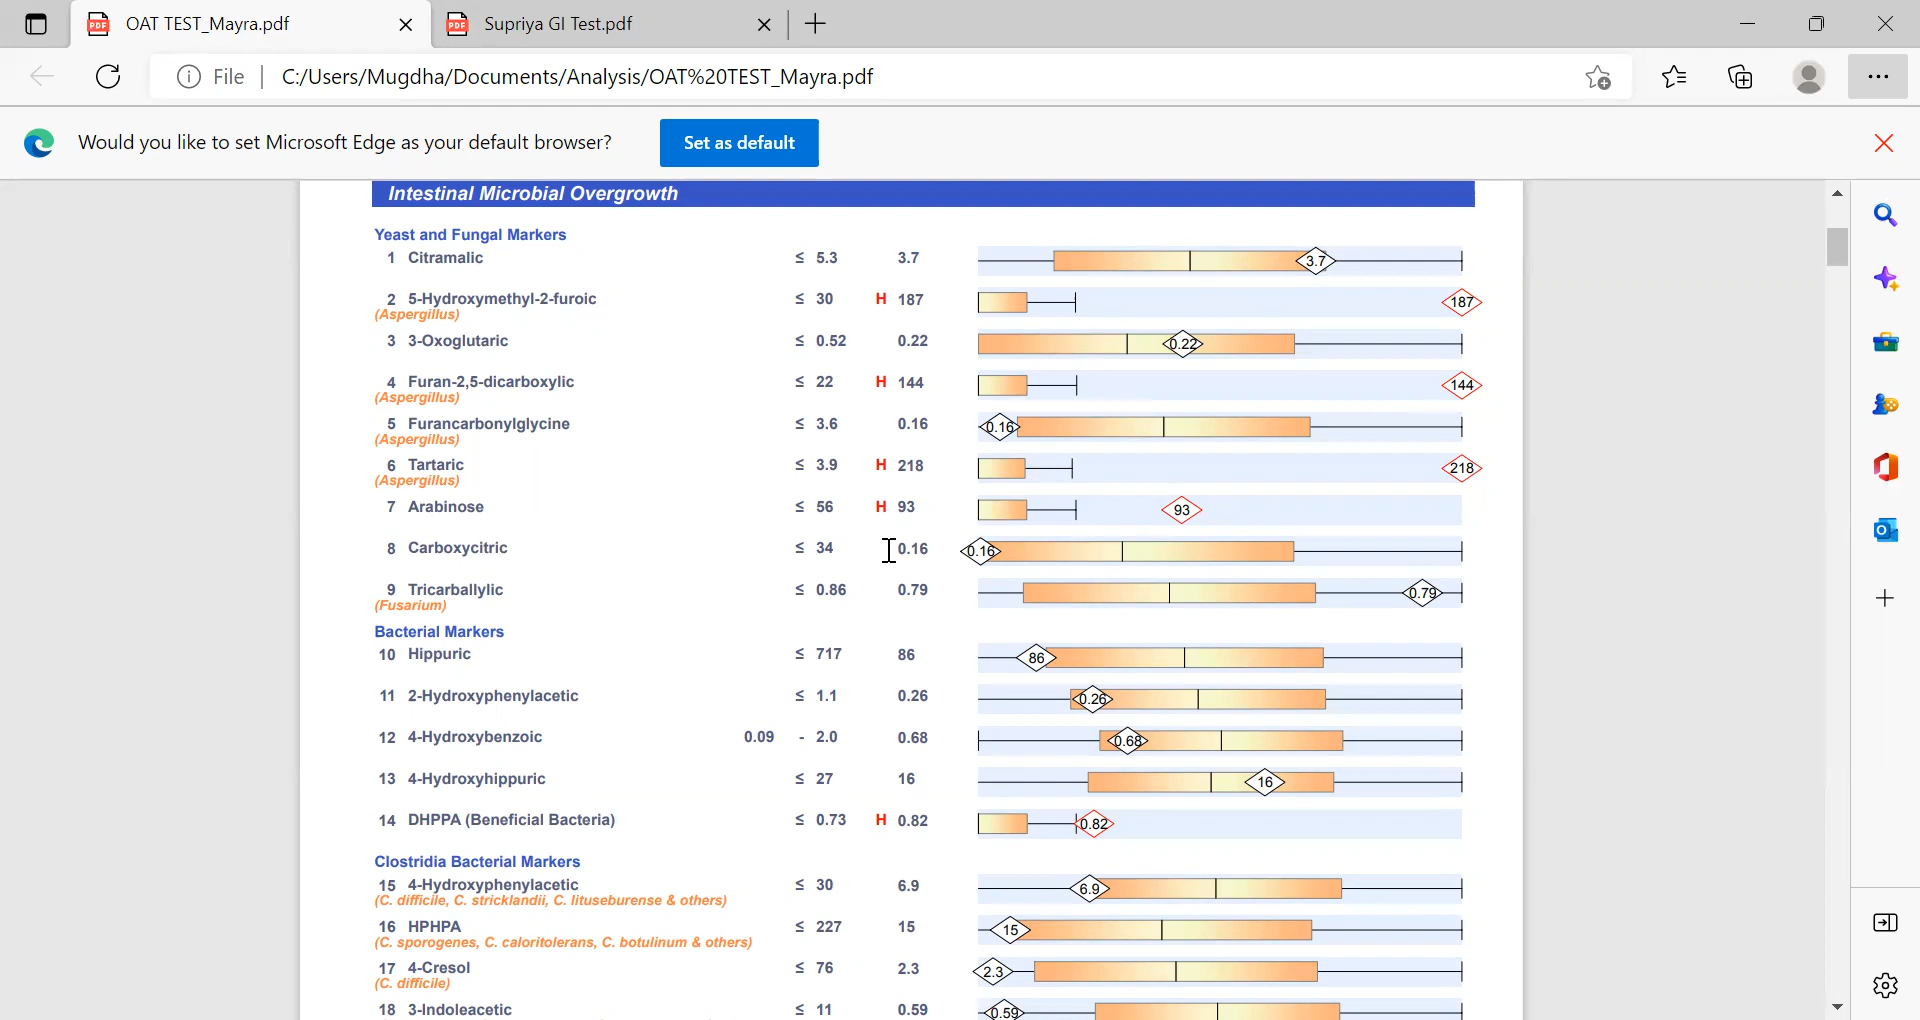 OAT TEST_Mayra.pdf
Supriya GI Test.pdf
File
C:/Users/Mugdha/Documents/Analysis/OAT%20TEST_Mayra.pdf
Would you like to set Microsoft Edge as your default browser?
Set as default
Intestinal Microbial Overgrowth
Yeast and Fungal Markers
1 Citramalic ≤ 5.3 3.7 3.7
2 5-Hydroxymethyl-2-furoic ≤ 30 H 187 187
(Aspergillus)
3 3-Oxoglutaric ≤ 0.52 0.22 0.22
4 Furan-2,5-dicarboxylic ≤ 22 H 144 144
(Aspergillus)
5 Furancarbonylglycine ≤ 3.6 0.16 0.16
(Aspergillus)
6 Tartaric ≤ 3.9 H 218 218
(Aspergillus)
7 Arabinose ≤ 56 H 93 93
8 Carboxycitric ≤ 34 0.16 0.16
9 Tricarballylic ≤ 0.86 0.79 0.79
(Fusarium)
Bacterial Markers
10 Hippuric ≤ 717 86 86
11 2-Hydroxyphenylacetic ≤ 1.1 0.26 0.26
12 4-Hydroxybenzoic 0.09 - 2.0 0.68 0.68
13 4-Hydroxyhippuric ≤ 27 16 16
14 DHPPA (Beneficial Bacteria) ≤ 0.73 H 0.82 0.82
Clostridia Bacterial Markers
15 4-Hydroxyphenylacetic ≤ 30 6.9 6.9
(C. difficile, C. stricklandii, C. lituseburense & others)
16 HPHPA ≤ 227 15 15
(C. sporogenes, C. caloritolerans, C. botulinum & others)
17 4-Cresol ≤ 76 2.3 2.3
(C. difficile)
18 3-Indoleacetic ≤ 11 0.59 0.59